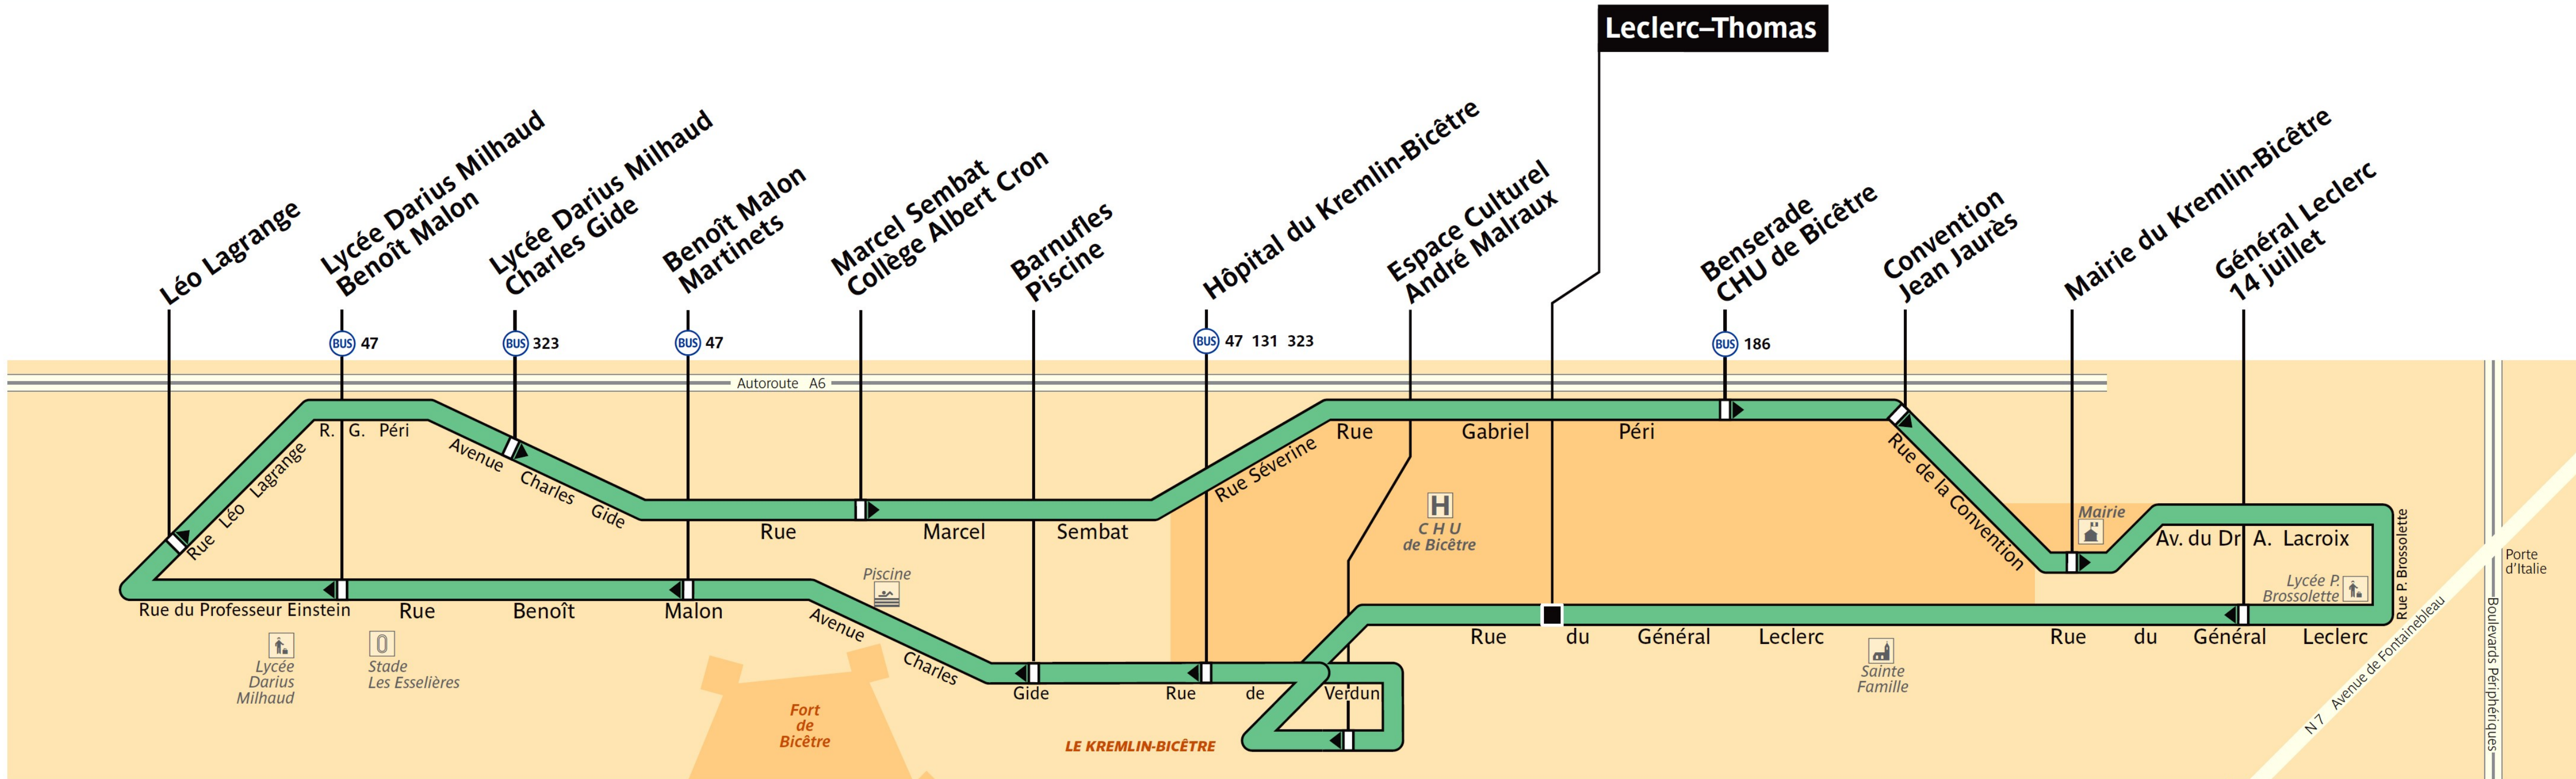 Leclerc–Thomas
Léo Lagrange
Lycée Darius Milhaud
Benoît Malon
Lycée Darius Milhaud
Charles Gide
Benoît Malon
Martinets
Marcel Sembat
Collège Albert Cron
Barnufles
Piscine
Hôpital du Kremlin-Bicêtre
Espace Culturel
André Malraux
Benserade
CHU de Bicêtre
Convention
Jean Jaurès
Mairie du Kremlin-Bicêtre
Général Leclerc
14 juillet
BUS 47
BUS 323
BUS 47
BUS 47 131 323
BUS 186
Autoroute A6
R. G. Péri
Avenue Charles Gide
Rue Léo Lagrange
Rue Marcel Sembat
Rue Séverine
Rue Gabriel Péri
Rue de la Convention
Mairie
Av. du Dr A. Lacroix
Rue P. Brossolette
Porte
d'Italie
H
C H U
de Bicêtre
Piscine
Lycée P.
Brossolette
Rue du Professeur Einstein
Rue Benoît Malon
Avenue Charles Gide
Rue de Verdun
Rue du Général Leclerc
Rue du Général Leclerc
Lycée
Darius
Milhaud
Stade
Les Esselières
Sainte
Famille
Fort
de
Bicêtre
LE KREMLIN-BICÊTRE
N 7 Avenue de Fontainebleau
Boulevards Périphériques